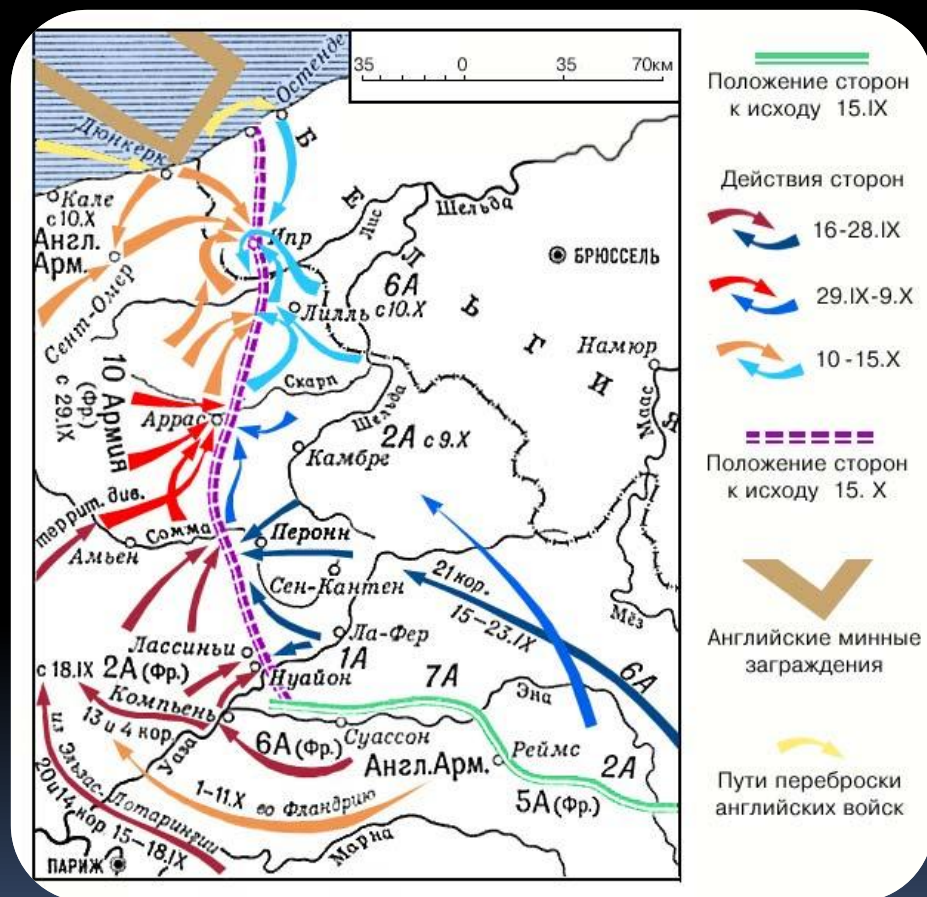 35 0 35 70км
Остенде
Дюнкерк
Кале
с 10.X
Англ.
Арм.
Сент-Омер
Ипр
Лис
Шельда
БЕЛЬГИЯ
БРЮССЕЛЬ
6А
Лилль с 10.X
Намюр
Маас
10 Армия
(Фр.)
с 29.IX
Скарп
Аррас
Шельда
Камбре
2А с 9.X
террит. див.
Сомма
Амьен
Перонн
Сен-Кантен
21 кор.
15–23.IX
6А
Мёз
Ла-Фер
Лассиньи
1А
с 18.IX 2А (Фр.)
Нуайон
7А
Эна
Компьень
13 и 4 кор.
Уаза
6А (Фр.)
Суассон
Реймс
Англ.Арм.
2А
5А (Фр.)
1–11.X во Фландрию
из Эльзас-Лотарингии
20 и 14 кор. 15–18.IX
Марна
ПАРИЖ
Положение сторон
к исходу 15.IX
Действия сторон
16-28.IX
29.IX-9.X
10-15.X
Положение сторон
к исходу 15. X
Английские минные
заграждения
Пути переброски
английских войск